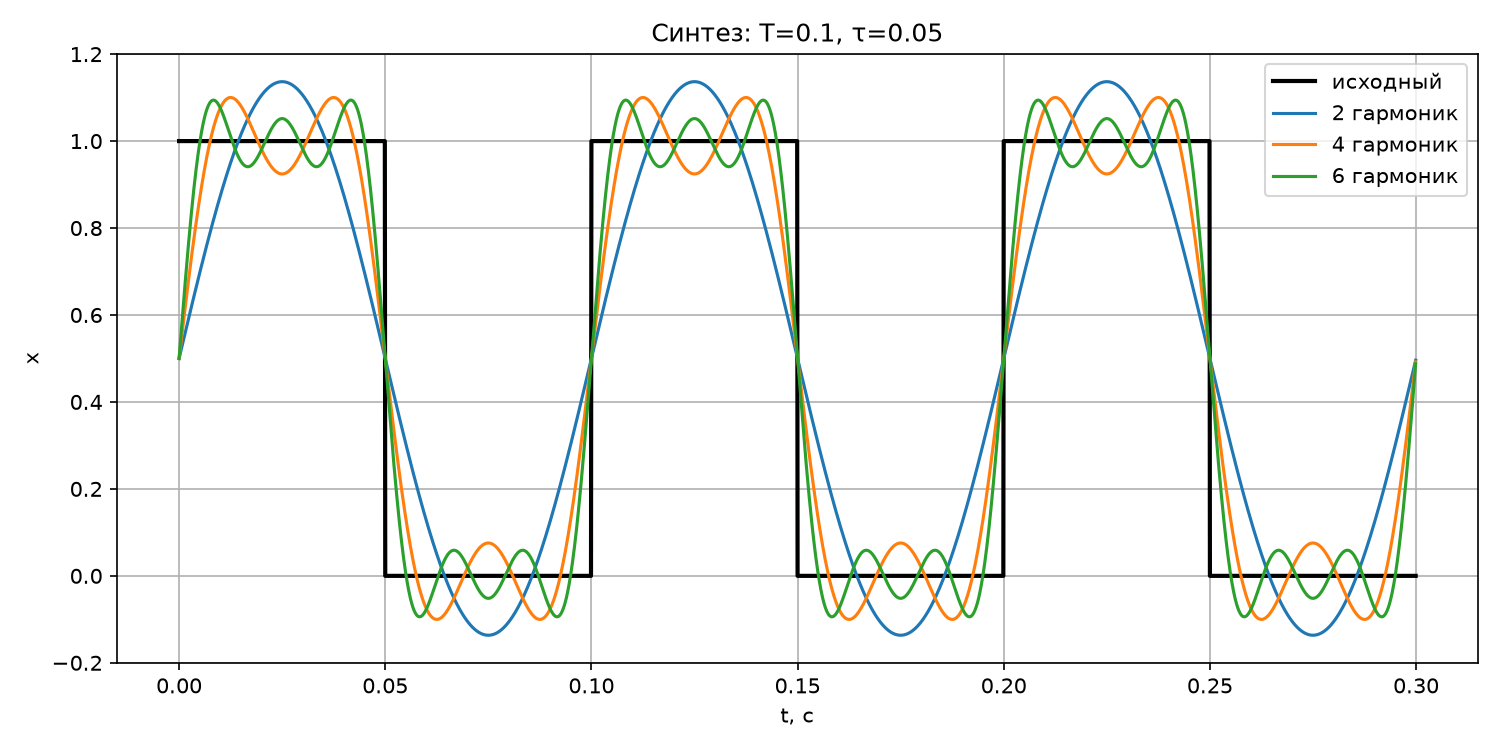 Синтез: T=0.1, τ=0.05
1.2
1.0
0.8
0.6
0.4
0.2
0.0
−0.2
x
исходный
2 гармоник
4 гармоник
6 гармоник
0.00 0.05 0.10 0.15 0.20 0.25 0.30
t, с